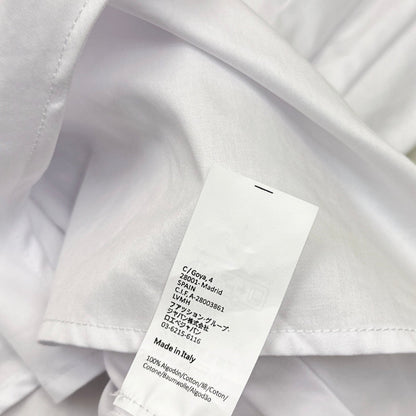 C/ Goya, 4
28001- Madrid
SPAIN
C.I.F. A-28003861
LVMH
ファッション・グループ・
ジャパン株式会社
ロエベジャパン
03-6215-6116
Made in Italy
100% Algodón/Cotton/棉/Coton/
Cotone/Baumwolle/Algodão